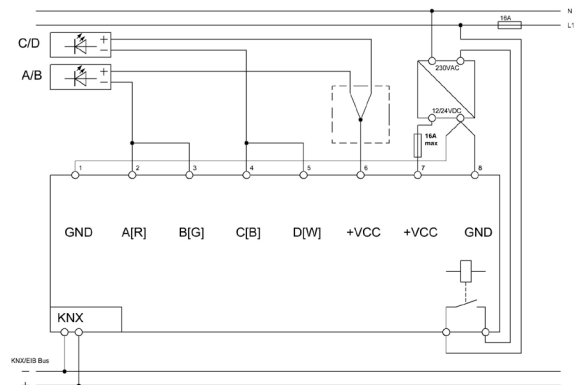 N
16A
L1
C/D
+
−
230VAC
A/B
+
−
12/24VDC
16A
max
1 2 3 4 5 6 7 8
GND A[R] B[G] C[B] D[W] +VCC +VCC GND
KNX
KNX/EIB Bus
−
+